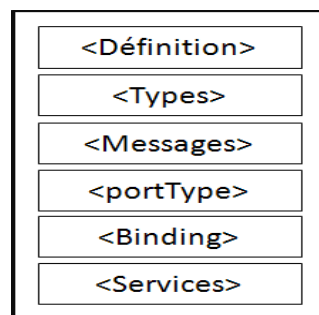 <Définition>
<Types>
<Messages>
<portType>
<Binding>
<Services>